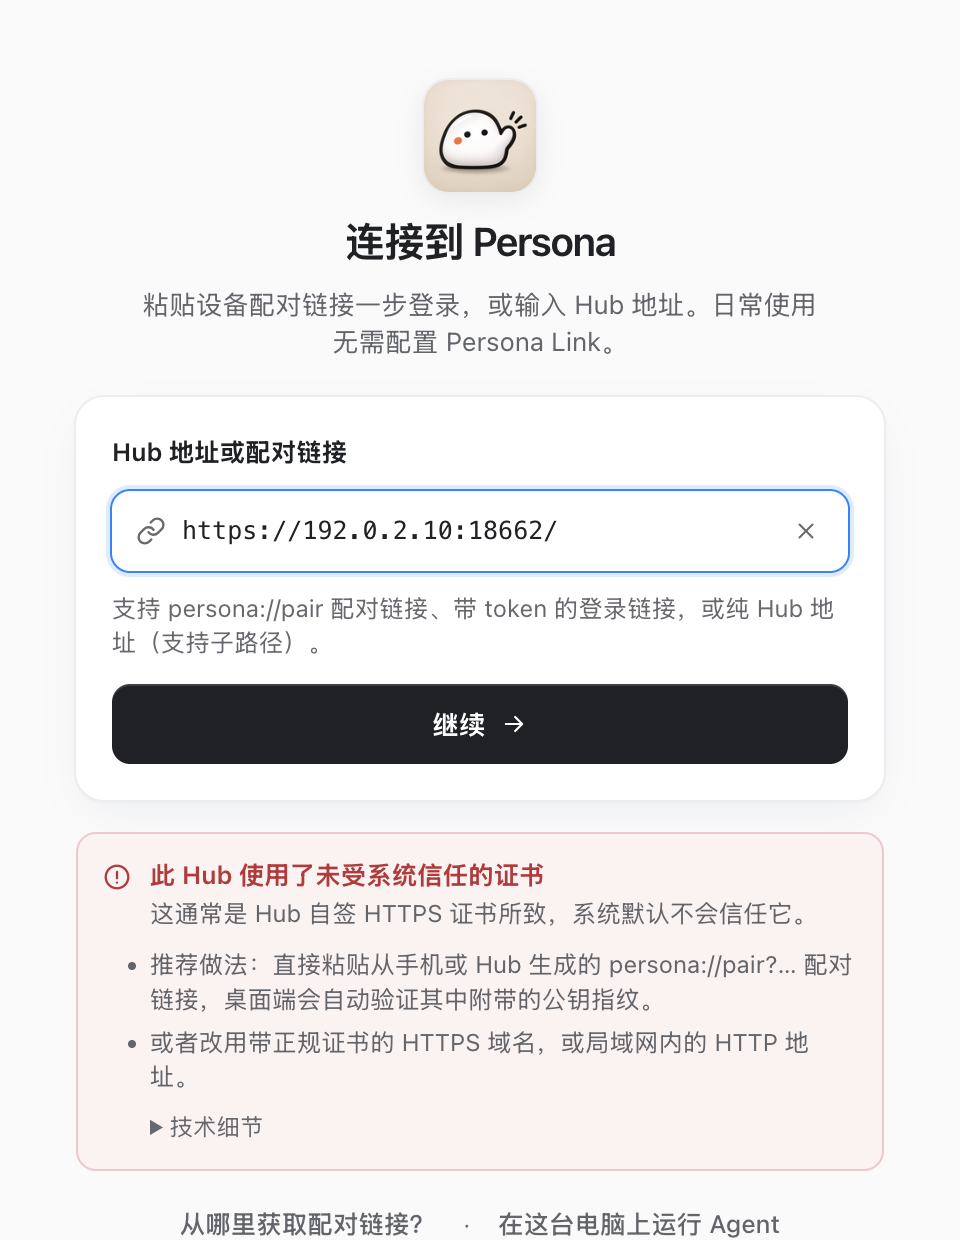 连接到 Persona
粘贴设备配对链接一步登录，或输入 Hub 地址。日常使用
无需配置 Persona Link。
Hub 地址或配对链接
https://192.0.2.10:18662/
支持 persona://pair 配对链接、带 token 的登录链接，或纯 Hub 地
址（支持子路径）。
继续 →
此 Hub 使用了未受系统信任的证书
这通常是 Hub 自签 HTTPS 证书所致，系统默认不会信任它。
• 推荐做法：直接粘贴从手机或 Hub 生成的 persona://pair?... 配对
链接，桌面端会自动验证其中附带的公钥指纹。
• 或者改用带正规证书的 HTTPS 域名，或局域网内的 HTTP 地
址。
▶ 技术细节
从哪里获取配对链接? · 在这台电脑上运行 Agent